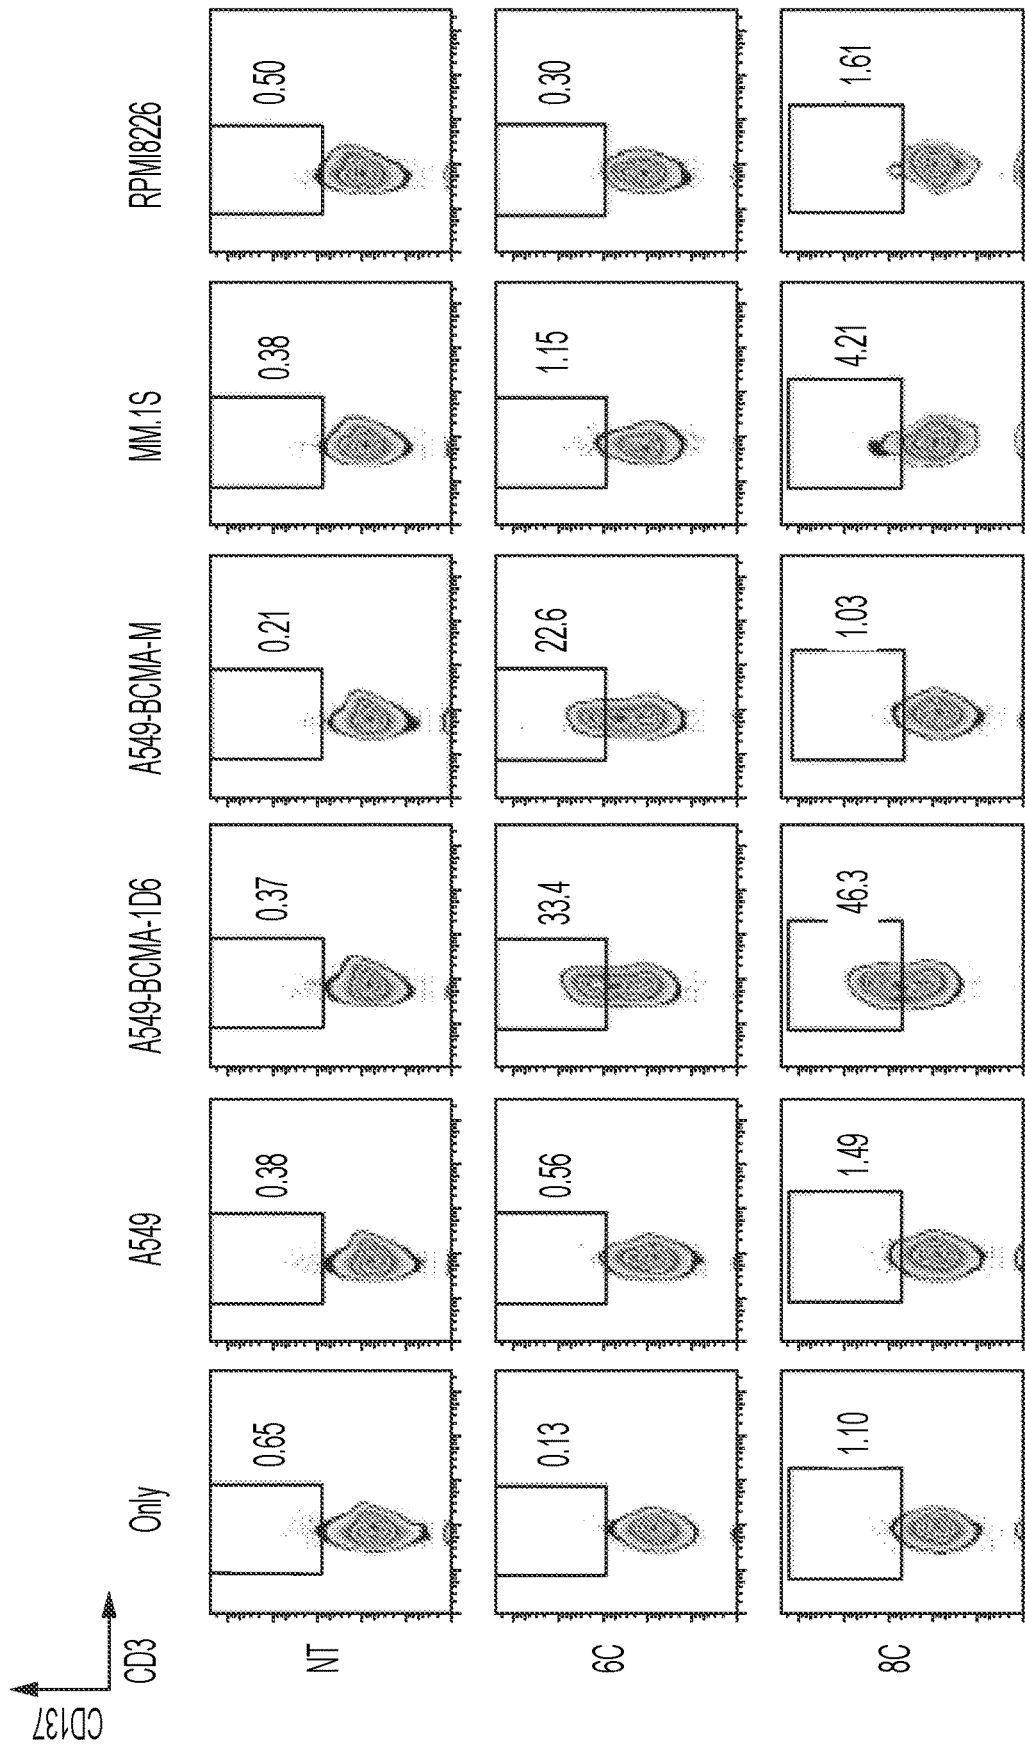 CD137
CD3
Only
A549
A549-BCMA-1D6
A549-BCMA-M
MM.1S
RPMI8226
NT
0.65
0.38
0.37
0.21
0.38
0.50
6C
0.13
0.56
33.4
22.6
1.15
0.30
8C
1.10
1.49
46.3
1.03
4.21
1.61